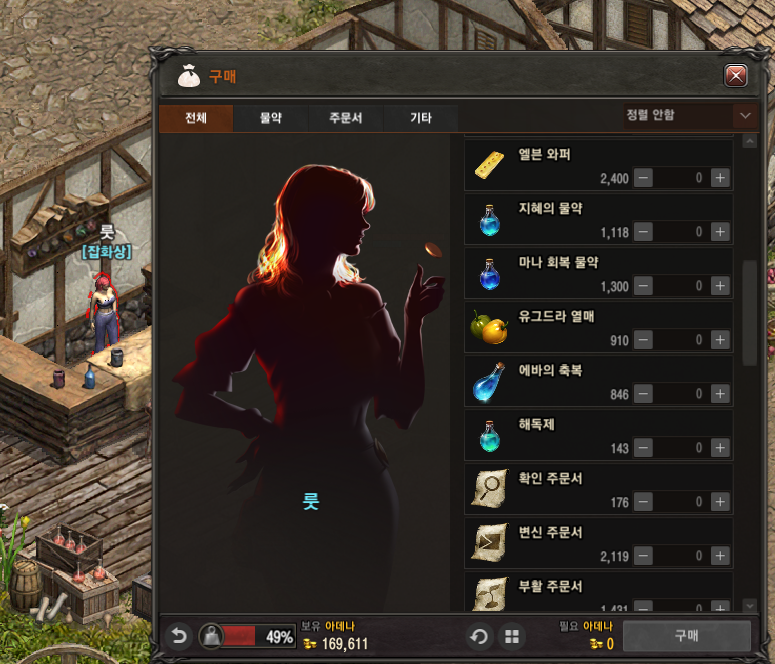 구매
전체
물약
주문서
기타
정렬 안함
룻
[잡화상]
엘븐 와퍼
2,400
0
지혜의 물약
1,118
0
마나 회복 물약
1,300
0
유그드라 열매
910
0
에바의 축복
846
0
해독제
143
0
확인 주문서
176
0
변신 주문서
2,119
0
부활 주문서
1,431
0
룻
49%
보유 아데나
169,611
필요 아데나
0
구매